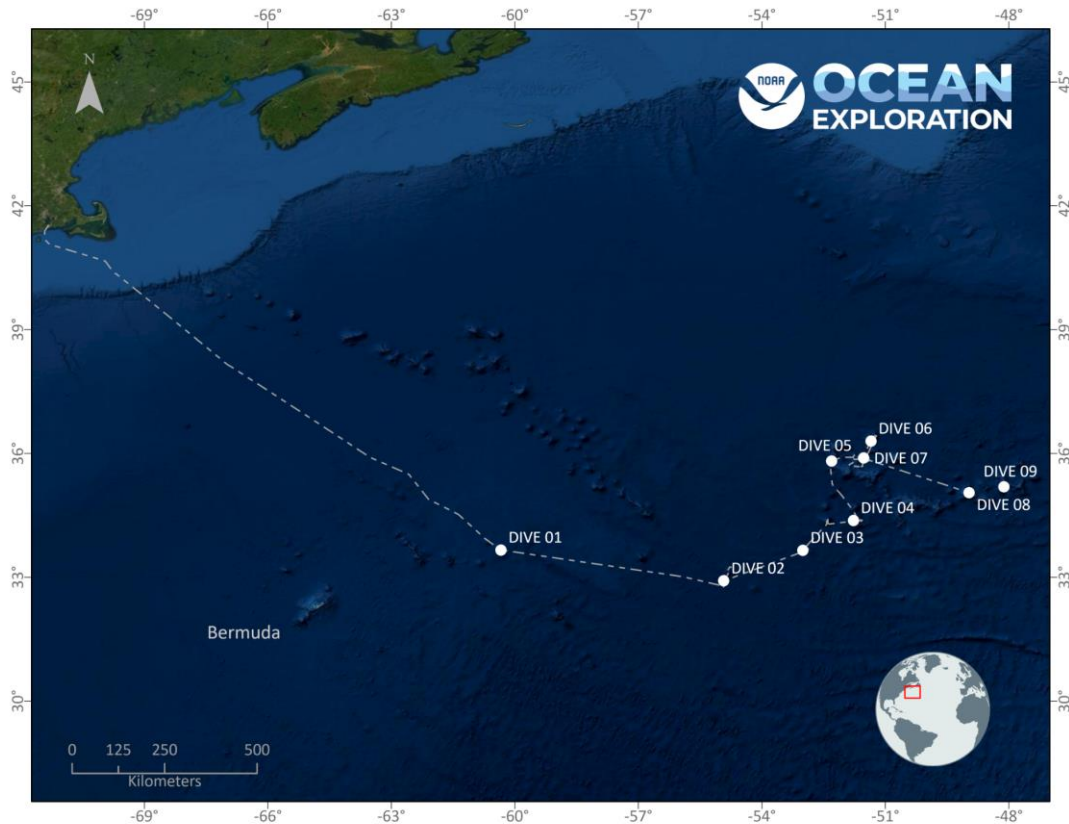 -69°
-66°
-63°
-60°
-57°
-54°
-51°
-48°
N
NOAA
OCEAN
EXPLORATION
45°
45°
42°
42°
39°
39°
36°
36°
33°
33°
30°
30°
DIVE 06
DIVE 05
DIVE 07
DIVE 09
DIVE 08
DIVE 04
DIVE 01
DIVE 03
DIVE 02
Bermuda
0 125 250 500
Kilometers
-69°
-66°
-63°
-60°
-57°
-54°
-51°
-48°